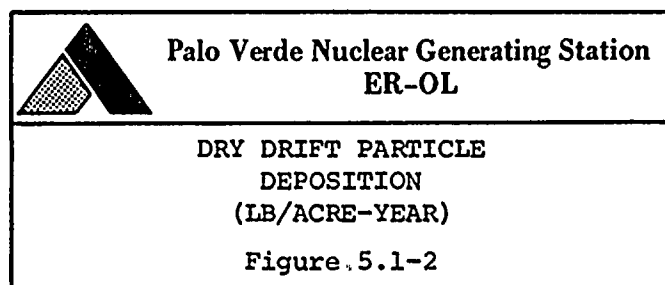 Palo Verde Nuclear Generating Station
ER-OL
DRY DRIFT PARTICLE
DEPOSITION
(LB/ACRE-YEAR)
Figure 5.1-2